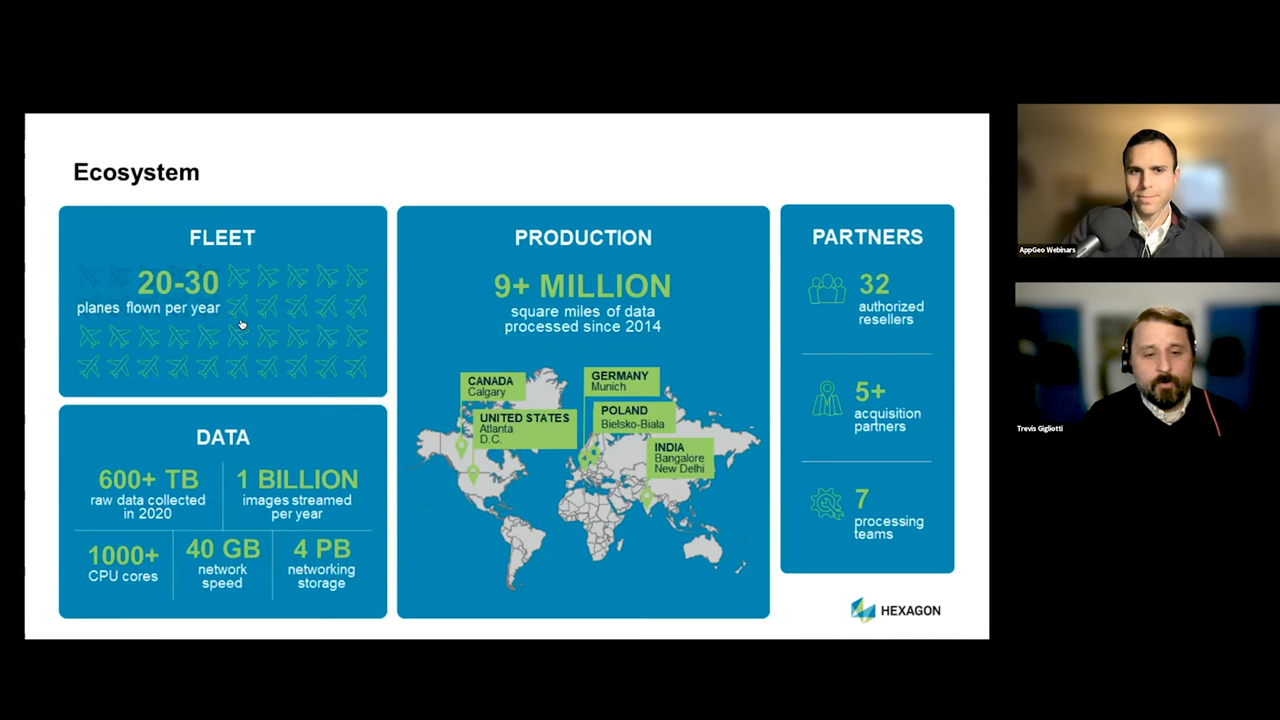 Ecosystem
FLEET
20-30
planes flown per year
DATA
600+ TB
raw data collected
in 2020
1 BILLION
images streamed
per year
1000+
CPU cores
40 GB
network
speed
4 PB
networking
storage
PRODUCTION
9+ MILLION
square miles of data
processed since 2014
CANADA
Calgary
UNITED STATES
Atlanta
D.C.
GERMANY
Munich
POLAND
Bielsko-Biala
INDIA
Bangalore
New Delhi
PARTNERS
32
authorized
resellers
5+
acquisition
partners
7
processing
teams
HEXAGON
AppGeo Webinars
Trevis Gigliotti